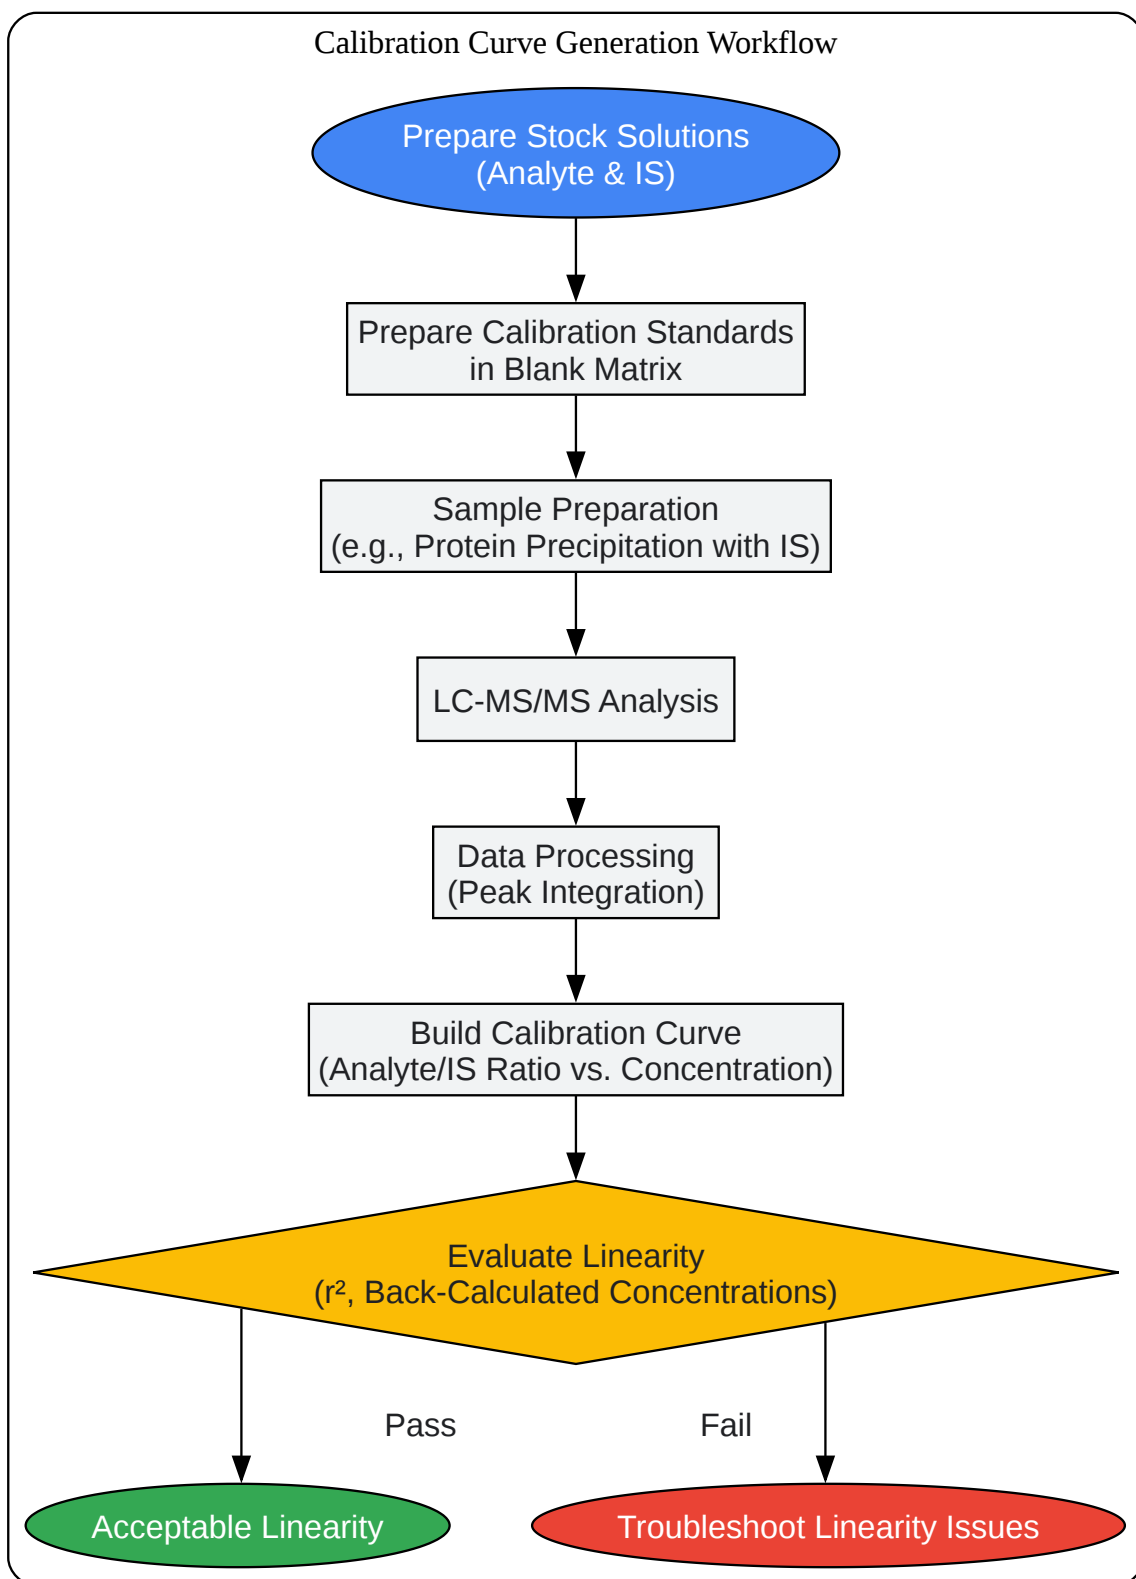 Calibration Curve Generation Workflow
Prepare Stock Solutions
(Analyte & IS)
Prepare Calibration Standards
in Blank Matrix
Sample Preparation
(e.g., Protein Precipitation with IS)
LC-MS/MS Analysis
Data Processing
(Peak Integration)
Build Calibration Curve
(Analyte/IS Ratio vs. Concentration)
Evaluate Linearity
(r², Back-Calculated Concentrations)
Pass
Fail
Acceptable Linearity
Troubleshoot Linearity Issues